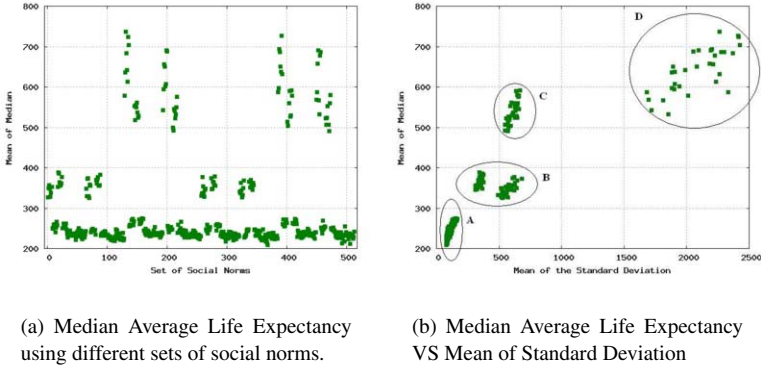 800
700
600
500
400
300
200
0
100
200
300
400
500
Mean of Median
Set of Social Norms
800
700
600
500
400
300
200
0
500
1000
1500
2000
2500
Mean of Median
Mean of the Standard Deviation
D
C
B
A
(a) Median Average Life Expectancy
using different sets of social norms.
(b) Median Average Life Expectancy
VS Mean of Standard Deviation